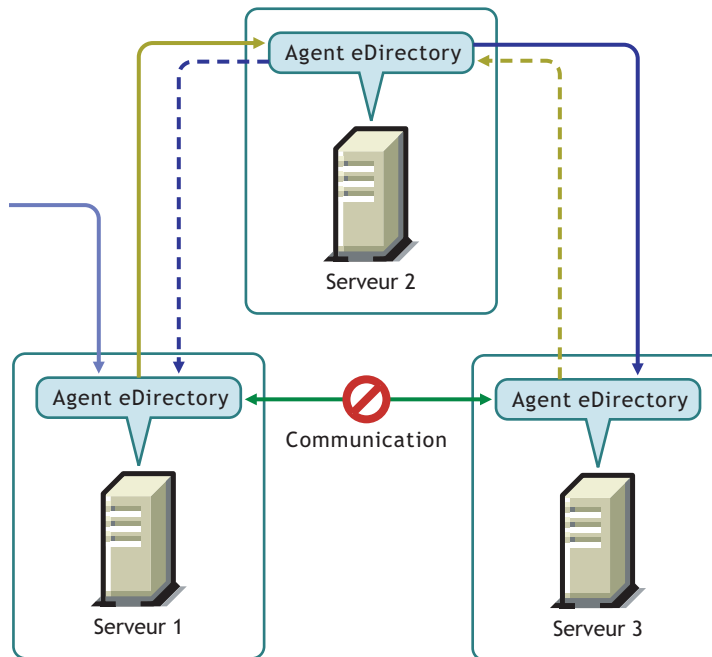 Agent eDirectory
Serveur 2
Agent eDirectory
Communication
Agent eDirectory
Serveur 1
Serveur 3